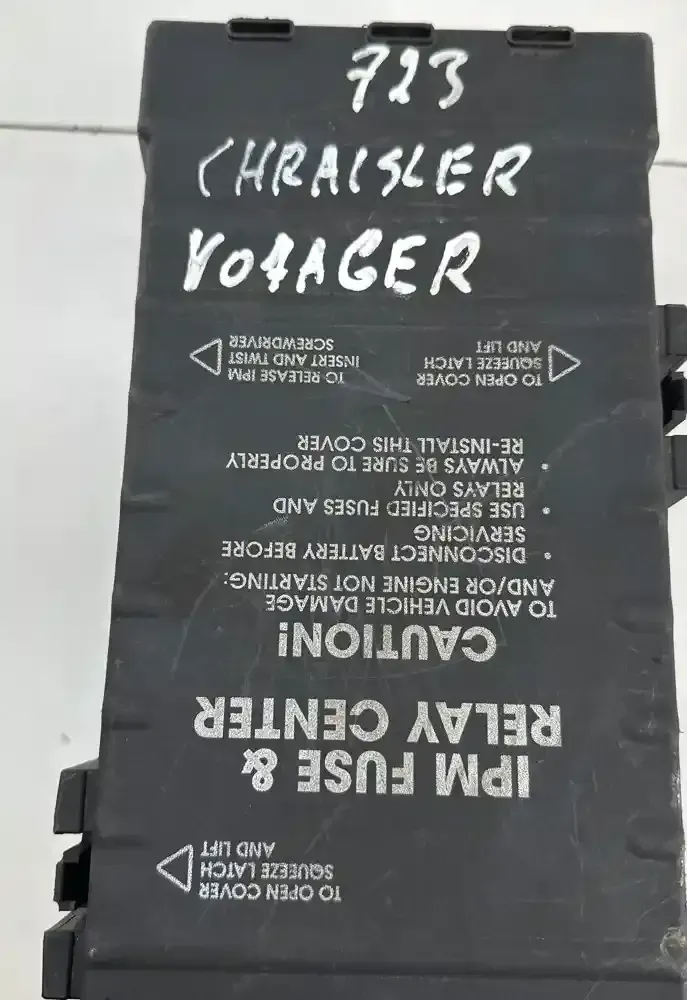 723
CHRAISLER
VOYAGER
TO OPEN COVER
SQUEEZE LATCH
AND LIFT
IPM FUSE &
RELAY CENTER
CAUTION!
TO AVOID VEHICLE DAMAGE
AND/OR ENGINE NOT STARTING:
• DISCONNECT BATTERY BEFORE
SERVICING
• USE SPECIFIED FUSES AND
RELAYS ONLY
• ALWAYS BE SURE TO PROPERLY
RE-INSTALL THIS COVER
TO OPEN COVER
SQUEEZE LATCH
AND LIFT
TO RELEASE IPM
INSERT AND TWIST
SCREWDRIVER